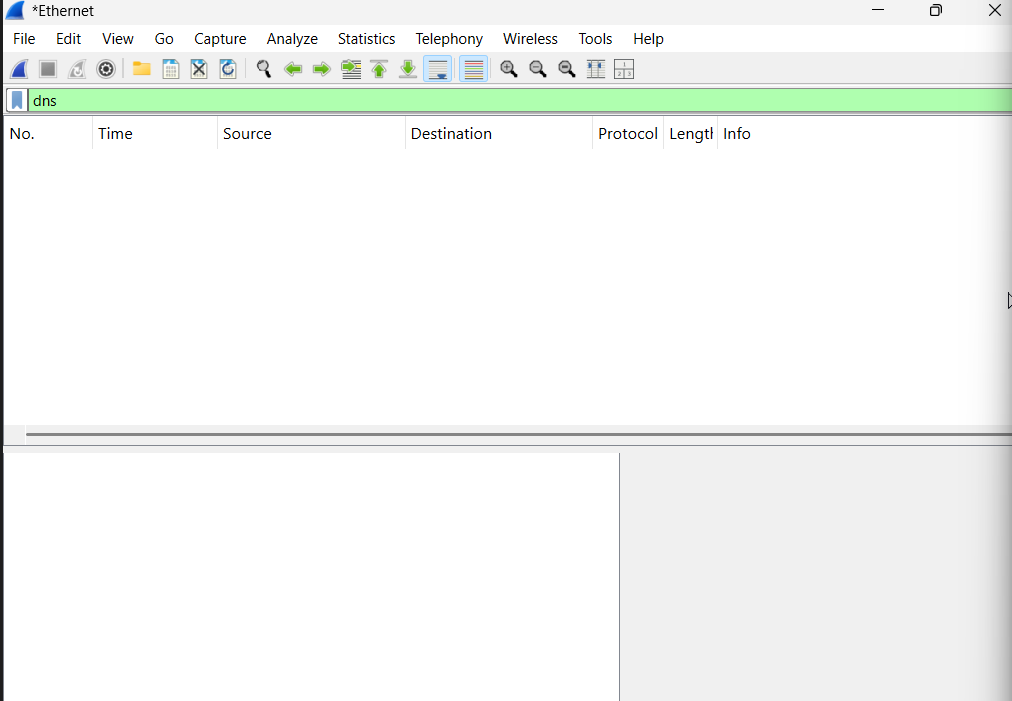 *Ethernet
File Edit View Go Capture Analyze Statistics Telephony Wireless Tools Help
dns
No. Time Source Destination Protocol Lengtl Info